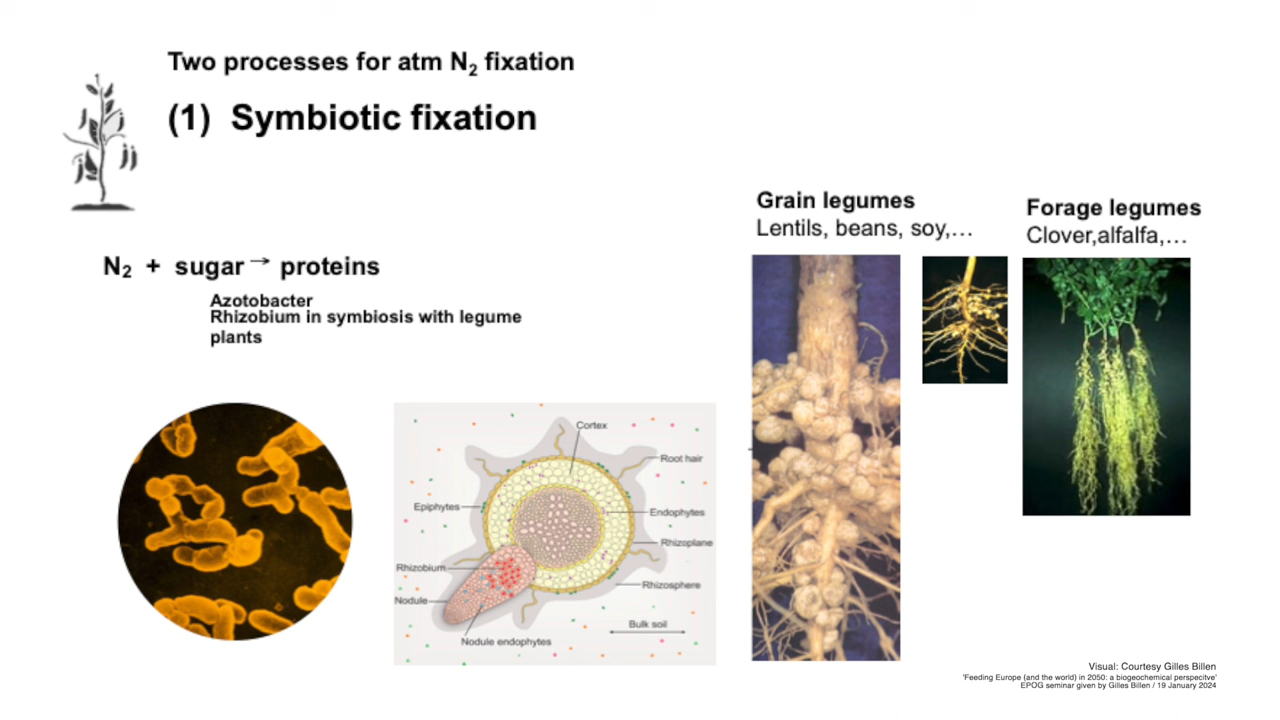 Two processes for atm N₂ fixation
(1) Symbiotic fixation
N₂ + sugar → proteins
Azotobacter
Rhizobium in symbiosis with legume
plants
Grain legumes
Lentils, beans, soy,…
Forage legumes
Clover,alfalfa,…
Cortex
Root hair
Epiphytes
Endophytes
Rhizoplane
Rhizobium
Rhizosphere
Nodule
Bulk soil
Nodule endophytes
Visual: Courtesy Gilles Billen
'Feeding Europe (and the world) in 2050: a biogeochemical perspecitve'
EPOG seminar given by Gilles Billen / 19 January 2024